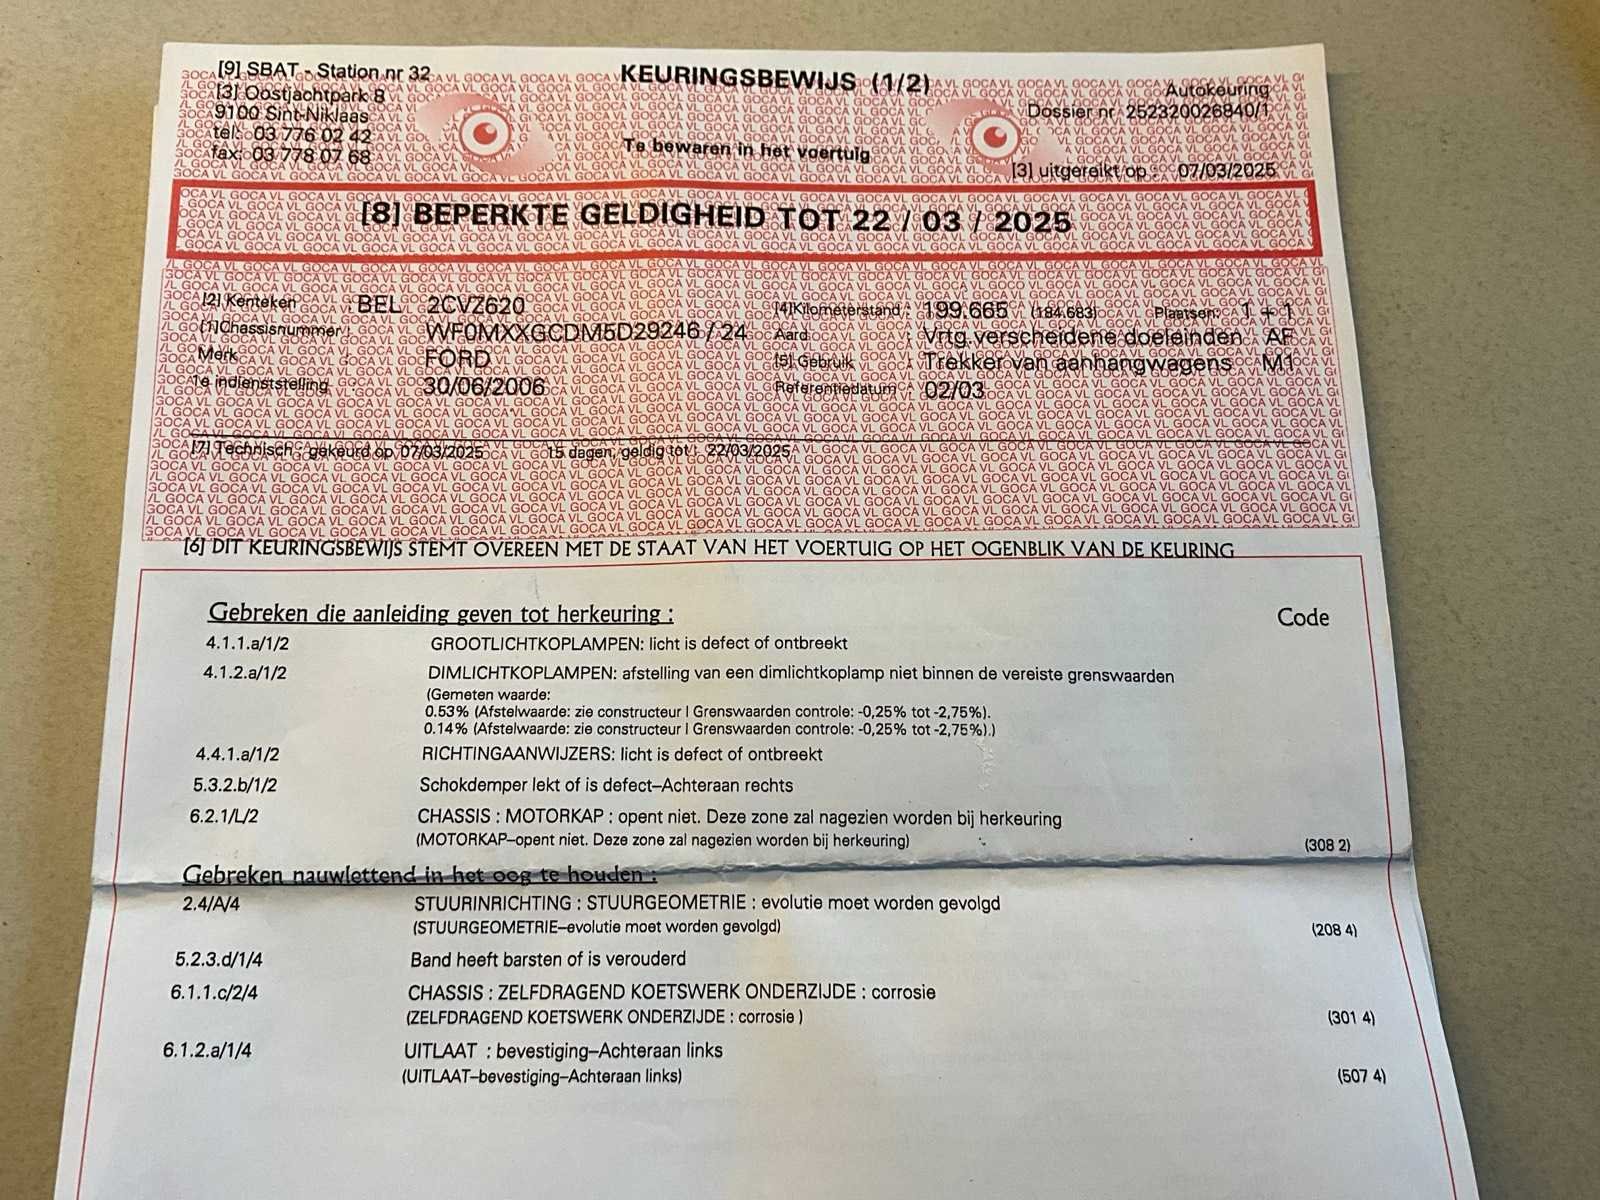 [9] SBAT - Station nr 32
[3] Oostjachtpark 8
9100 Sint-Niklaas
tel: 03 776 02 42
fax: 03 778 07 68
KEURINGSBEWIJS (1/2)
Te bewaren in het voertuig
Autokeuring
Dossier nr 252320026840/1
[3] uitgereikt op : 07/03/2025
[8] BEPERKTE GELDIGHEID TOT 22 / 03 / 2025
[2] Kenteken BEL 2CVZ620 [4]Kilometerstand : 199.665 (184.683) Plaatsen: 1 + 1
[1]Chassisnummer : WF0MXXGCDM5D29246 / 24 Aard : Vrtg.verscheidene doeleinden AF
Merk : FORD [5] Gebruik : Trekker van aanhangwagens M1
1e indienststelling : 30/06/2006 Referentiedatum : 02/03
[7] Technisch : gekeurd op 07/03/2025 15 dagen, geldig tot : 22/03/2025
[6] DIT KEURINGSBEWIJS STEMT OVEREEN MET DE STAAT VAN HET VOERTUIG OP HET OGENBLIK VAN DE KEURING
Gebreken die aanleiding geven tot herkeuring : Code
4.1.1.a/1/2 GROOTLICHTKOPLAMPEN: licht is defect of ontbreekt
4.1.2.a/1/2 DIMLICHTKOPLAMPEN: afstelling van een dimlichtkoplamp niet binnen de vereiste grenswaarden
(Gemeten waarde:
0.53% (Afstelwaarde: zie constructeur | Grenswaarden controle: -0,25% tot -2,75%).
0.14% (Afstelwaarde: zie constructeur | Grenswaarden controle: -0,25% tot -2,75%).)
4.4.1.a/1/2 RICHTINGAANWIJZERS: licht is defect of ontbreekt
5.3.2.b/1/2 Schokdemper lekt of is defect–Achteraan rechts
6.2.1/L/2 CHASSIS : MOTORKAP : opent niet. Deze zone zal nagezien worden bij herkeuring
(MOTORKAP–opent niet. Deze zone zal nagezien worden bij herkeuring) (308 2)
Gebreken nauwlettend in het oog te houden :
2.4/A/4 STUURINRICHTING : STUURGEOMETRIE : evolutie moet worden gevolgd
(STUURGEOMETRIE–evolutie moet worden gevolgd) (208 4)
5.2.3.d/1/4 Band heeft barsten of is verouderd
6.1.1.c/2/4 CHASSIS : ZELFDRAGEND KOETSWERK ONDERZIJDE : corrosie
(ZELFDRAGEND KOETSWERK ONDERZIJDE : corrosie ) (301 4)
6.1.2.a/1/4 UITLAAT : bevestiging–Achteraan links
(UITLAAT–bevestiging–Achteraan links) (507 4)